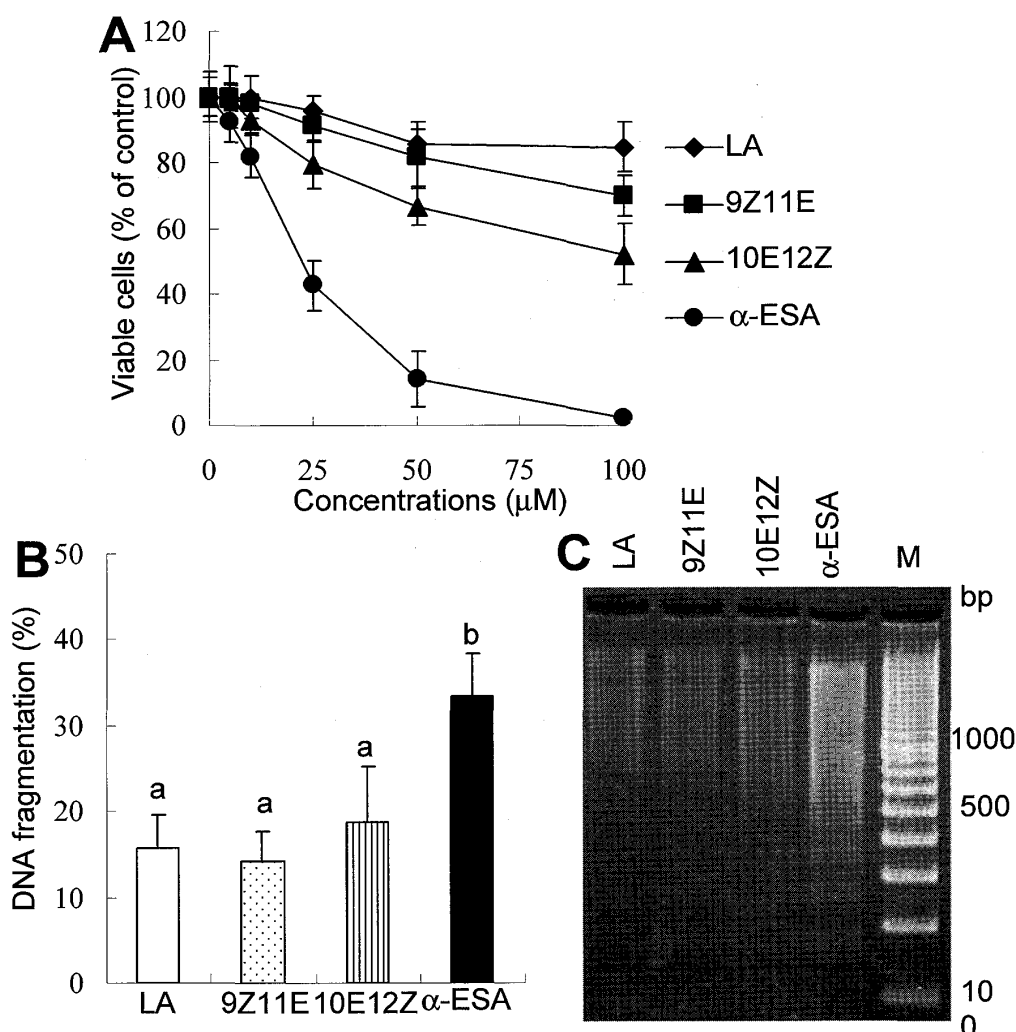 A
120
100
80
60
40
20
0
Viable cells (% of control)
0 25 50 75 100
Concentrations (μM)
LA
9Z11E
10E12Z
α-ESA
B
50
40
30
20
10
0
DNA fragmentation (%)
a a a b
LA 9Z11E 10E12Z α-ESA
C
LA 9Z11E 10E12Z α-ESA M
bp
1000
500
10
0